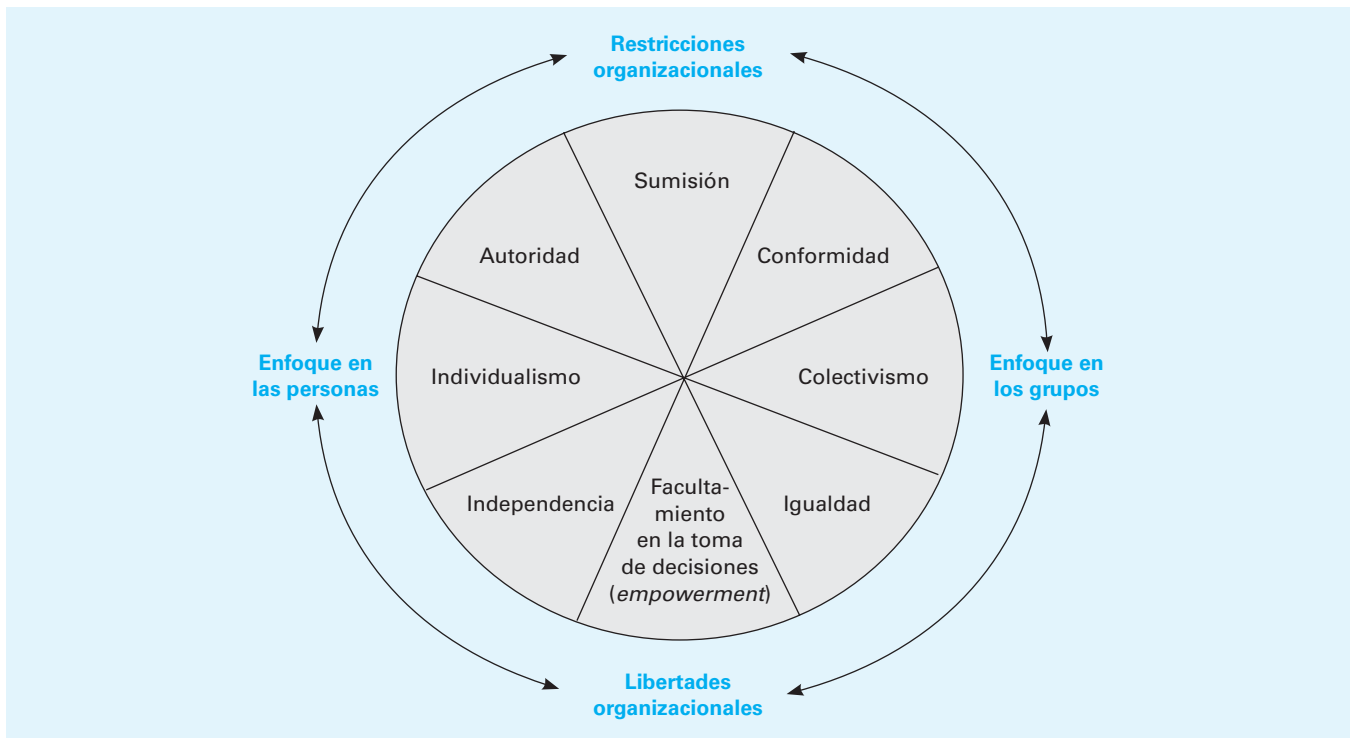 Restricciones
organizacionales
Sumisión
Autoridad
Conformidad
Enfoque en
las personas
Individualismo
Colectivismo
Enfoque en
los grupos
Independencia
Faculta-
miento
en la toma
de decisiones
(empowerment)
Igualdad
Libertades
organizacionales